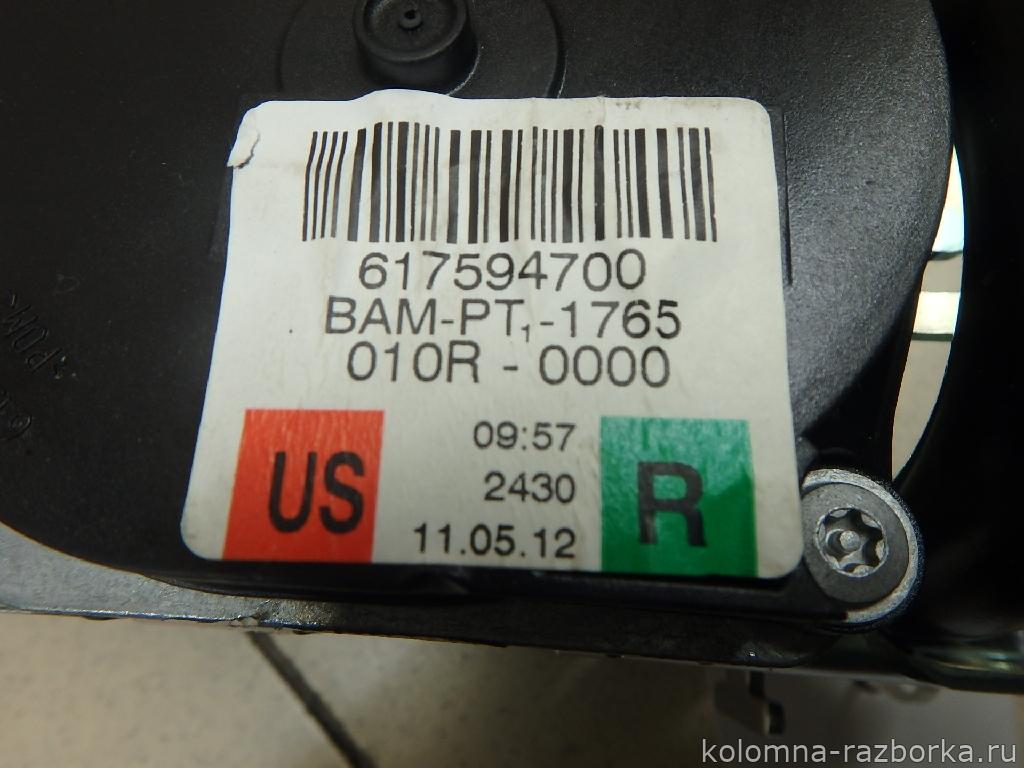 617594700
BAM-PT₁-1765
010R - 0000
US
09:57
2430
11.05.12
R
kolomna-razborka.ru